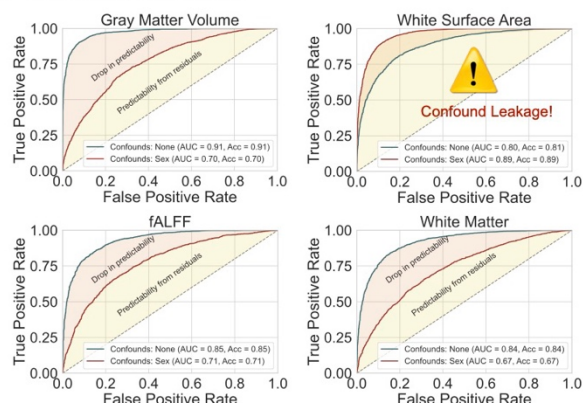 Gray Matter Volume
True Positive Rate
1.00
0.75
0.50
0.25
0.00
Drop in predictability
Predictability from residuals
Confounds: None (AUC = 0.91, Acc = 0.91)
Confounds: Sex (AUC = 0.70, Acc = 0.70)
0.0 0.2 0.4 0.6 0.8 1.0
False Positive Rate
White Surface Area
True Positive Rate
1.00
0.75
0.50
0.25
0.00
!
Confound Leakage!
Confounds: None (AUC = 0.80, Acc = 0.81)
Confounds: Sex (AUC = 0.89, Acc = 0.89)
0.0 0.2 0.4 0.6 0.8 1.0
False Positive Rate
fALFF
True Positive Rate
1.00
0.75
0.50
0.25
0.00
Drop in predictability
Predictability from residuals
Confounds: None (AUC = 0.85, Acc = 0.85)
Confounds: Sex (AUC = 0.71, Acc = 0.71)
0.0 0.2 0.4 0.6 0.8 1.0
False Positive Rate
White Matter
True Positive Rate
1.00
0.75
0.50
0.25
0.00
Drop in predictability
Predictability from residuals
Confounds: None (AUC = 0.84, Acc = 0.84)
Confounds: Sex (AUC = 0.67, Acc = 0.67)
0.0 0.2 0.4 0.6 0.8 1.0
False Positive Rate